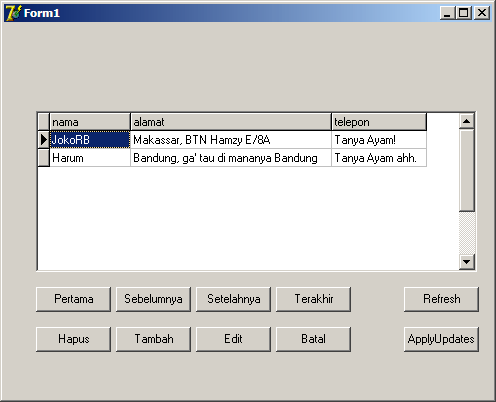 Form1
nama alamat telepon
JokoRB Makassar, BTN Hamzy E/8A Tanya Ayam!
Harum Bandung, ga' tau di mananya Bandung Tanya Ayam ahh.
Pertama Sebelumnya Setelahnya Terakhir Refresh
Hapus Tambah Edit Batal ApplyUpdates